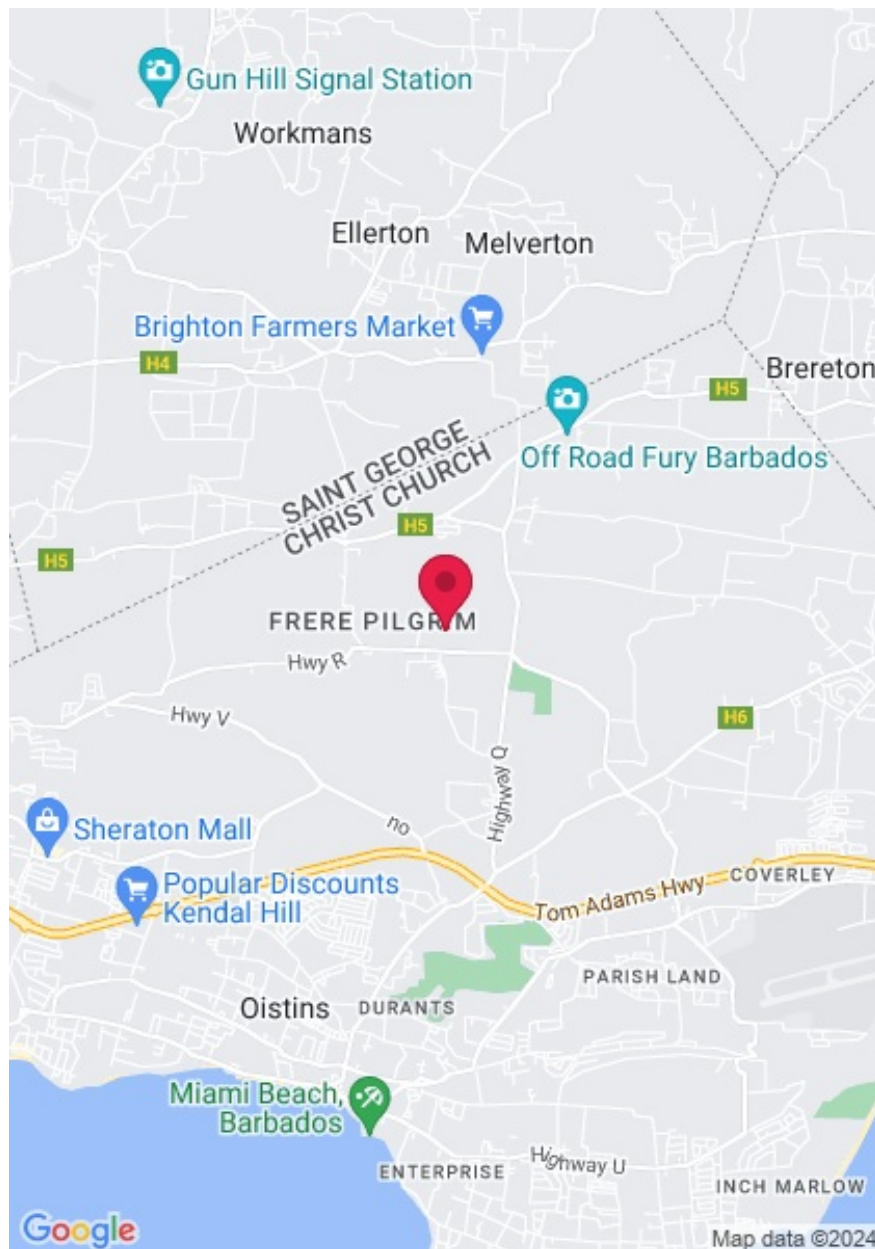 Gun Hill Signal Station
Workmans
Ellerton
Melverton
Brighton Farmers Market
H4
Brereton
H5
Off Road Fury Barbados
SAINT GEORGE
CHRIST CHURCH
H5
H5
FRERE PILGRIM
Hwy R
Hwy V
H6
Highway Q
no
Sheraton Mall
Popular Discounts
Kendal Hill
COVERLEY
Tom Adams Hwy
PARISH LAND
Oistins
DURANTS
Miami Beach,
Barbados
ENTERPRISE
Highway U
INCH MARLOW
Google
Map data ©2024